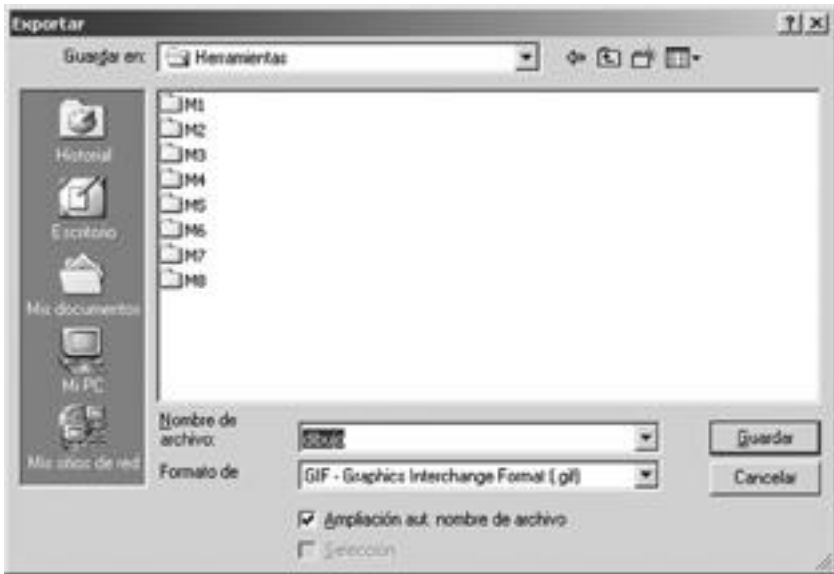 Exportar
Guardar en:
Herramientas
Historial
Escritorio
Mis documentos
Mi PC
Mis sitios de red
M1
M2
M3
M4
M5
M6
M7
M8
Nombre de
archivo:
dibujo
Guardar
Formato de
GIF - Graphics Interchange Format (.gif)
Cancelar
Ampliación aut. nombre de archivo
Selección